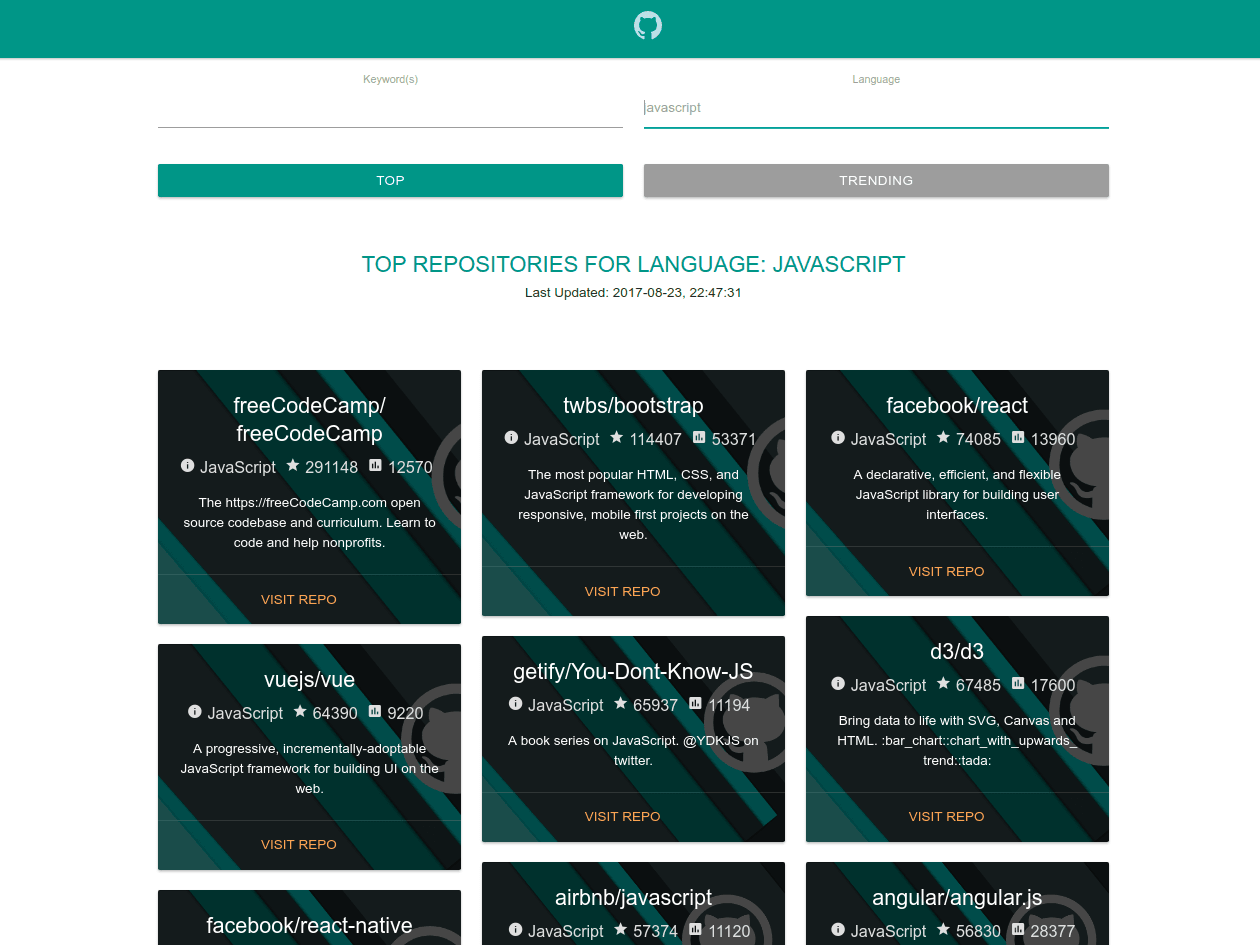 Keyword(s)
Language
javascript
TOP
TRENDING
TOP REPOSITORIES FOR LANGUAGE: JAVASCRIPT
Last Updated: 2017-08-23, 22:47:31
freeCodeCamp/
freeCodeCamp
JavaScript 291148 12570
The https://freeCodeCamp.com open
source codebase and curriculum. Learn to
code and help nonprofits.
VISIT REPO
twbs/bootstrap
JavaScript 114407 53371
The most popular HTML, CSS, and
JavaScript framework for developing
responsive, mobile first projects on the
web.
VISIT REPO
facebook/react
JavaScript 74085 13960
A declarative, efficient, and flexible
JavaScript library for building user
interfaces.
VISIT REPO
vuejs/vue
JavaScript 64390 9220
A progressive, incrementally-adoptable
JavaScript framework for building UI on the
web.
VISIT REPO
getify/You-Dont-Know-JS
JavaScript 65937 11194
A book series on JavaScript. @YDKJS on
twitter.
VISIT REPO
d3/d3
JavaScript 67485 17600
Bring data to life with SVG, Canvas and
HTML. :bar_chart::chart_with_upwards_
trend::tada:
VISIT REPO
facebook/react-native
airbnb/javascript
JavaScript 57374 11120
angular/angular.js
JavaScript 56830 28377